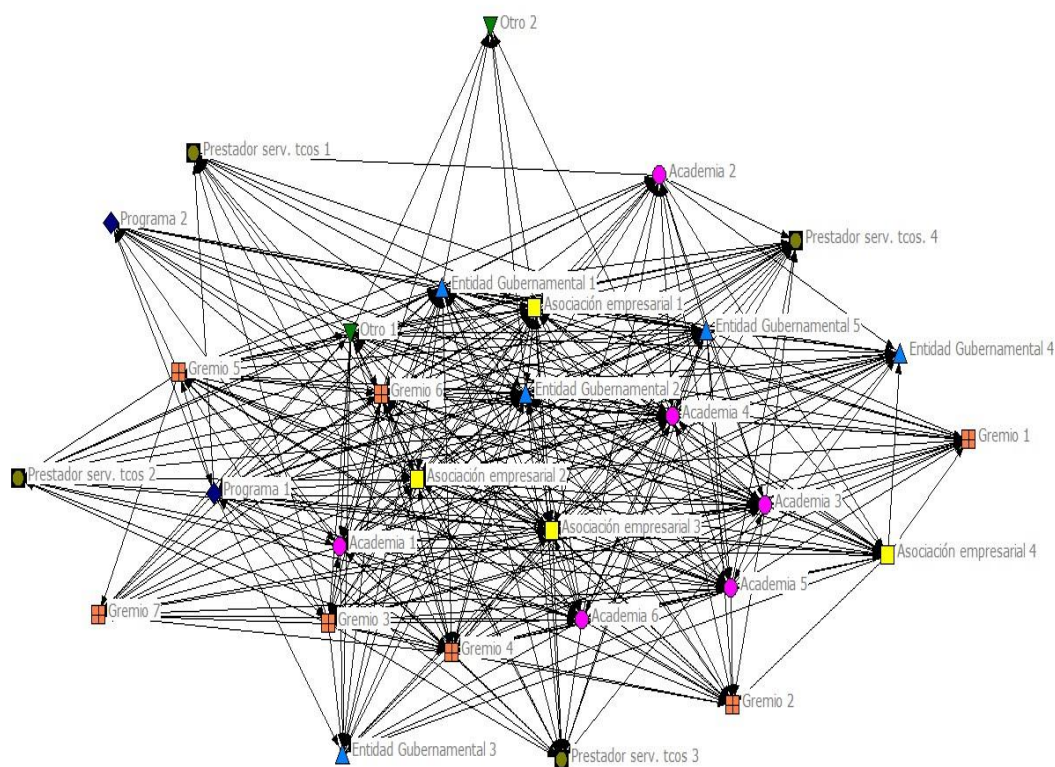 Otro 2
Prestador serv. tcos 1
Academia 2
Programa 2
Prestador serv. tcos. 4
Entidad Gubernamental 1
Asociación empresarial 1
Otro 1
Entidad Gubernamental 5
Entidad Gubernamental 4
Gremio 5
Gremio 6
Entidad Gubernamental 2
Academia 4
Gremio 1
Prestador serv. tcos 2
Asociación empresarial 2
Programa 1
Academia 3
Asociación empresarial 3
Academia 1
Asociación empresarial 4
Academia 5
Gremio 7
Gremio 3
Academia 6
Gremio 4
Gremio 2
Entidad Gubernamental 3
Prestador serv. tcos 3